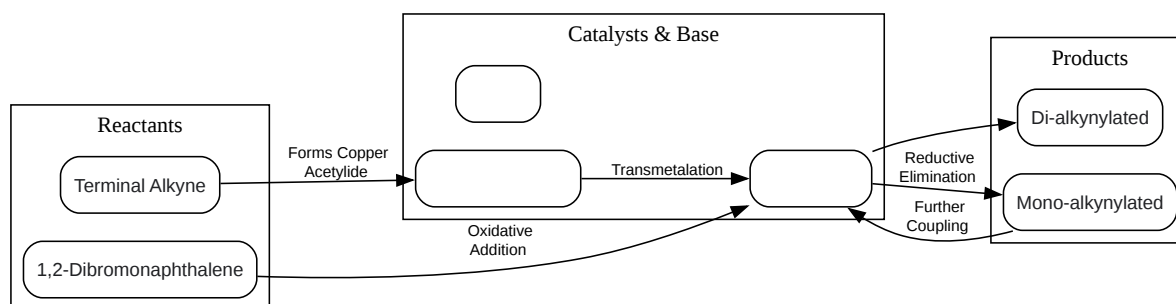 Reactants
Terminal Alkyne
1,2-Dibromonaphthalene
Forms Copper
Acetylide
Catalysts & Base
Transmetalation
Oxidative
Addition
Reductive
Elimination
Further
Coupling
Products
Di-alkynylated
Mono-alkynylated